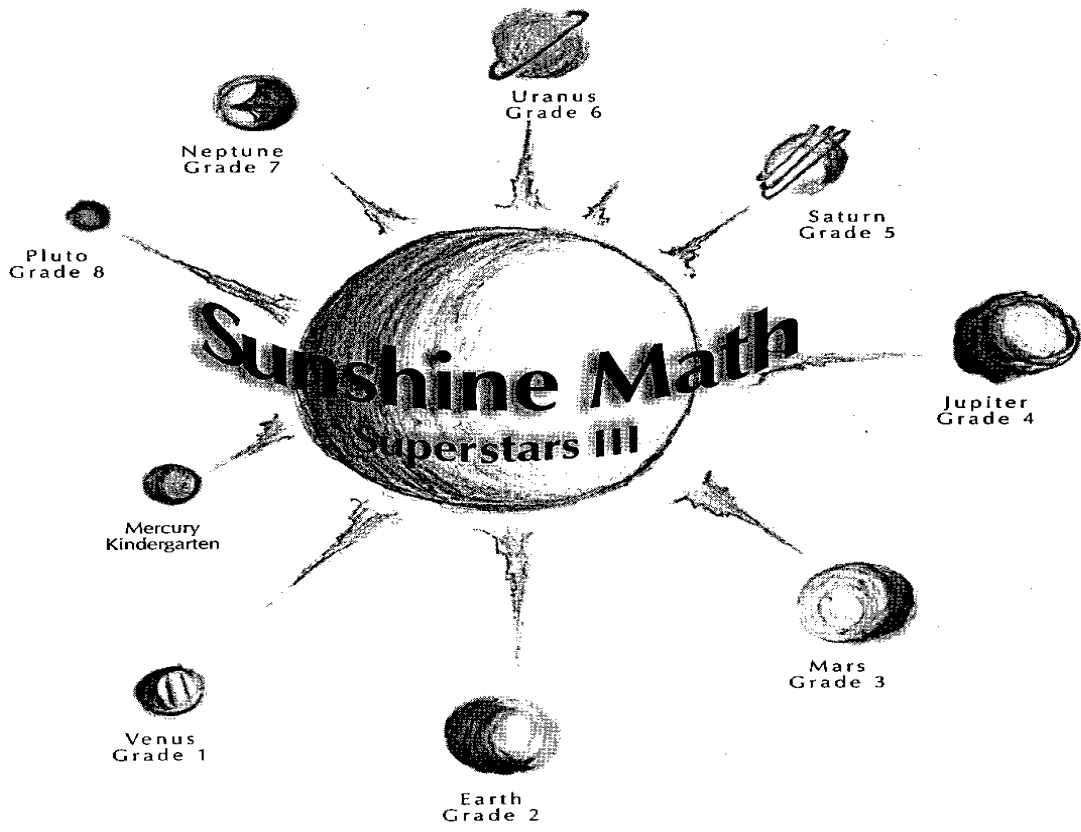 Uranus
Grade 6
Neptune
Grade 7
Saturn
Grade 5
Pluto
Grade 8
Sunshine Math
Superstars III
Jupiter
Grade 4
Mercury
Kindergarten
Mars
Grade 3
Venus
Grade 1
Earth
Grade 2